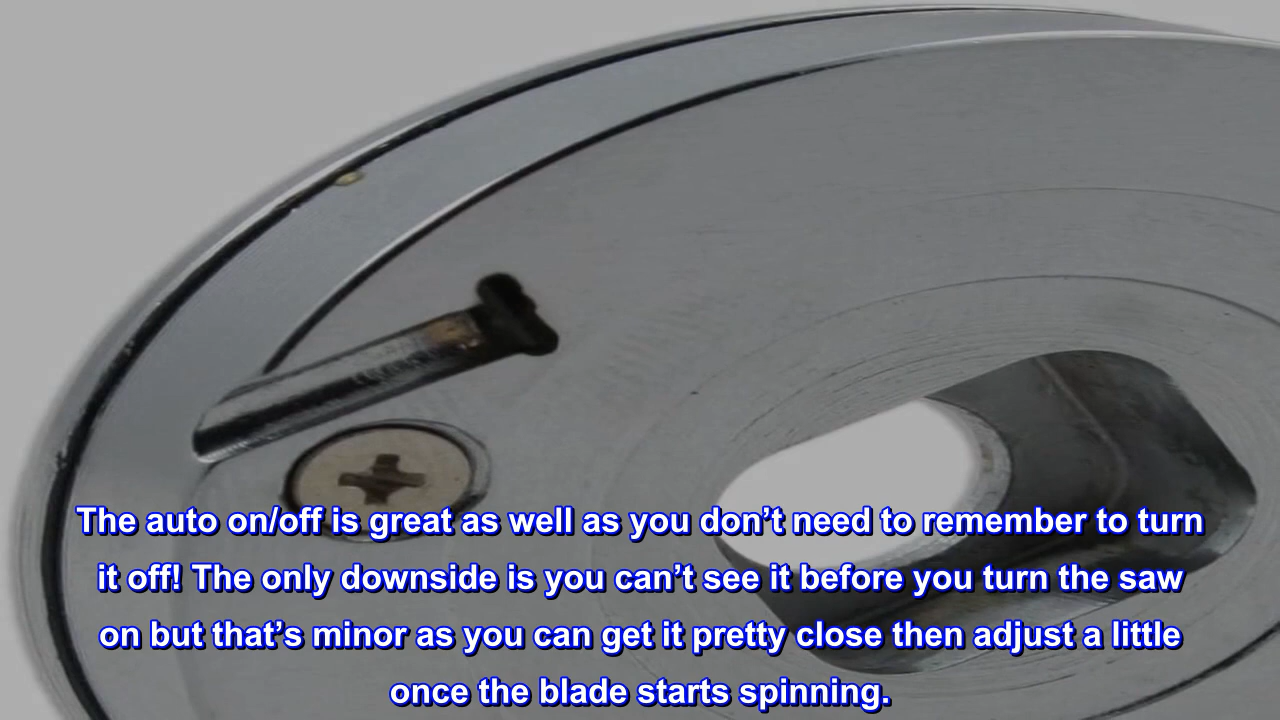 The auto on/off is great as well as you don’t need to remember to turn
it off! The only downside is you can’t see it before you turn the saw
on but that’s minor as you can get it pretty close then adjust a little
once the blade starts spinning.